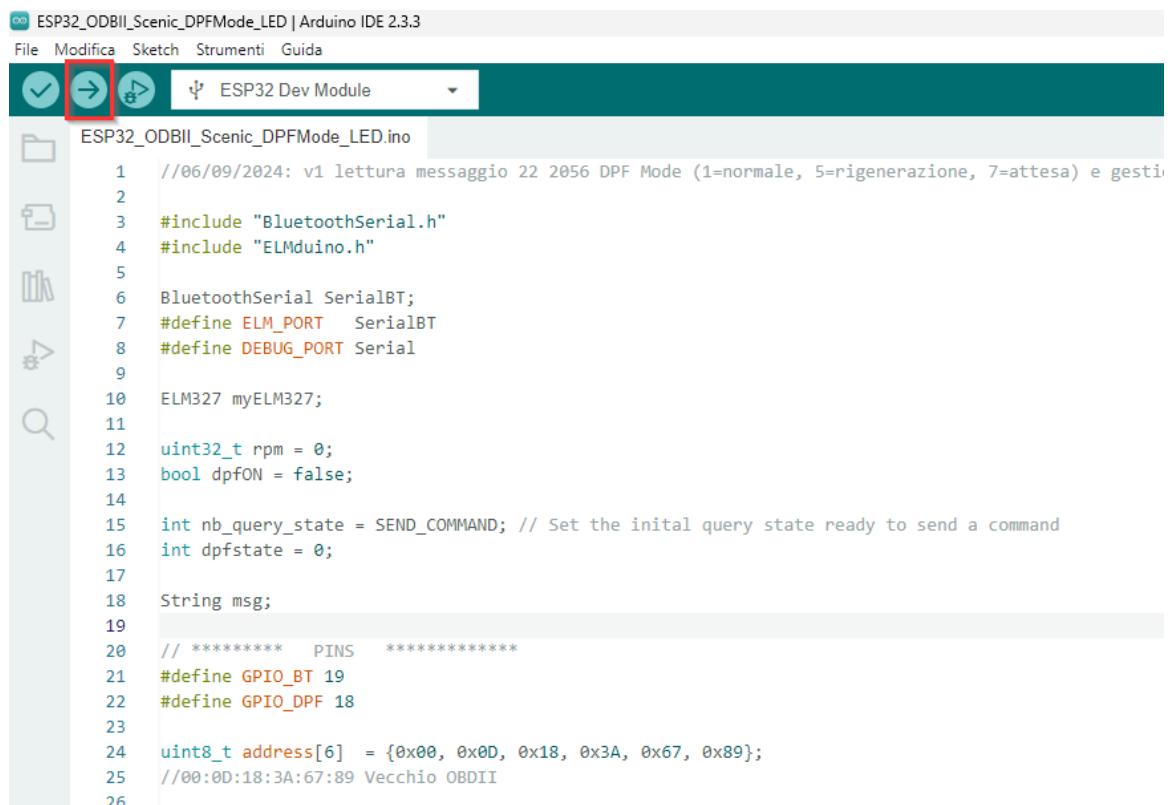 ESP32_ODBII_Scenic_DPFMode_LED | Arduino IDE 2.3.3
File Modifica Sketch Strumenti Guida
ESP32 Dev Module
ESP32_ODBII_Scenic_DPFMode_LED.ino
1 //06/09/2024: v1 lettura messaggio 22 2056 DPF Mode (1=normale, 5=rigenerazione, 7=attesa) e gesti
2
3 #include "BluetoothSerial.h"
4 #include "ELMduino.h"
5
6 BluetoothSerial SerialBT;
7 #define ELM_PORT SerialBT
8 #define DEBUG_PORT Serial
9
10 ELM327 myELM327;
11
12 uint32_t rpm = 0;
13 bool dpfON = false;
14
15 int nb_query_state = SEND_COMMAND; // Set the inital query state ready to send a command
16 int dpfstate = 0;
17
18 String msg;
19
20 // ********* PINS *************
21 #define GPIO_BT 19
22 #define GPIO_DPF 18
23
24 uint8_t address[6] = {0x00, 0x0D, 0x18, 0x3A, 0x67, 0x89};
25 //00:0D:18:3A:67:89 Vecchio OBDII
26